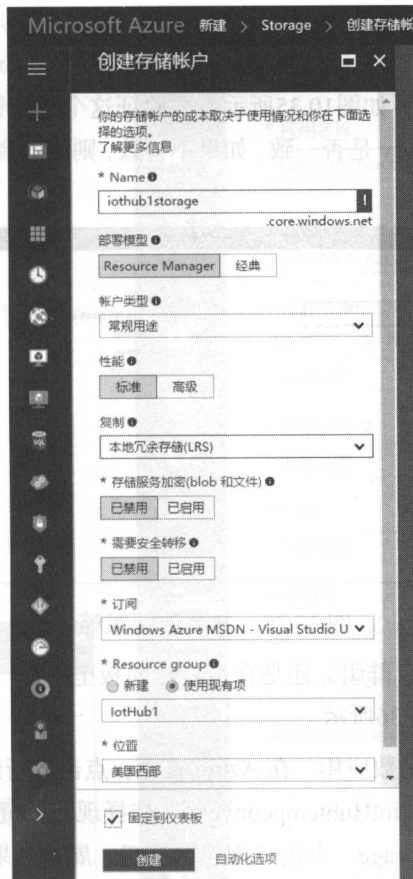 Microsoft Azure 新建 > Storage > 创建存储帐
创建存储帐户
你的存储帐户的成本取决于使用情况和你在下面选
择的选项。
了解更多信息
* Name
iothub1storage
.core.windows.net
部署模型
Resource Manager 经典
帐户类型
常规用途
性能
标准 高级
复制
本地冗余存储(LRS)
* 存储服务加密(blob 和文件)
已禁用 已启用
* 需要安全转移
已禁用 已启用
* 订阅
Windows Azure MSDN - Visual Studio U
* Resource group
新建 使用现有项
IotHub1
* 位置
美国西部
固定到仪表板
创建 自动化选项